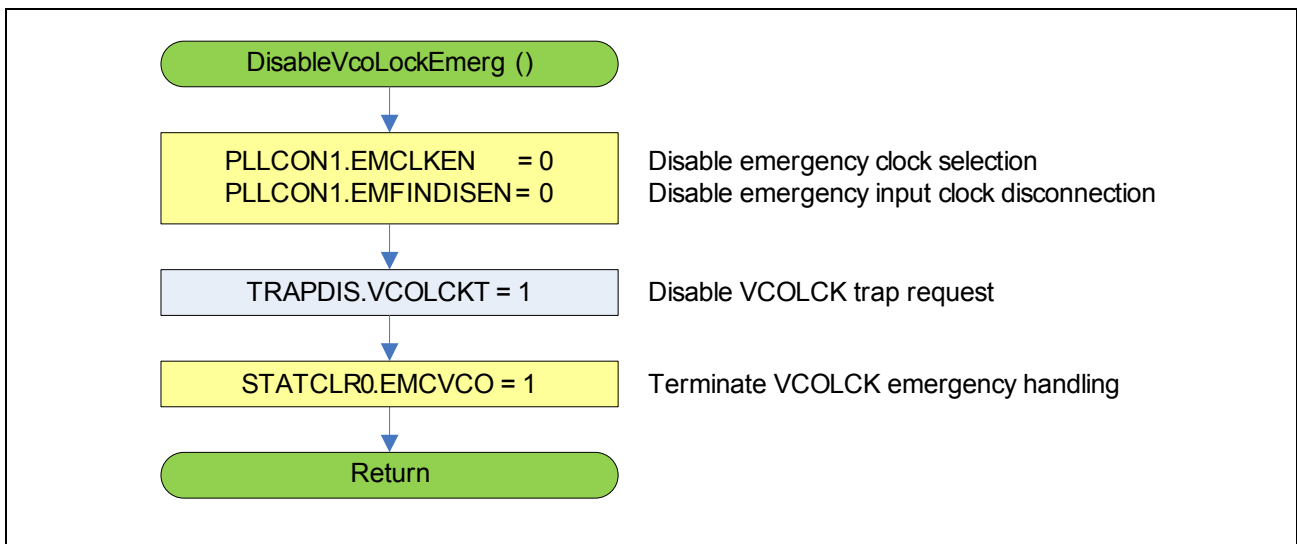 DisableVcoLockEmerg ()
PLLCON1.EMCLKEN = 0 Disable emergency clock selection
PLLCON1.EMFINDISEN = 0 Disable emergency input clock disconnection
TRAPDIS.VCOLCKT = 1 Disable VCOLCK trap request
STATCLR0.EMCVCO = 1 Terminate VCOLCK emergency handling
Return